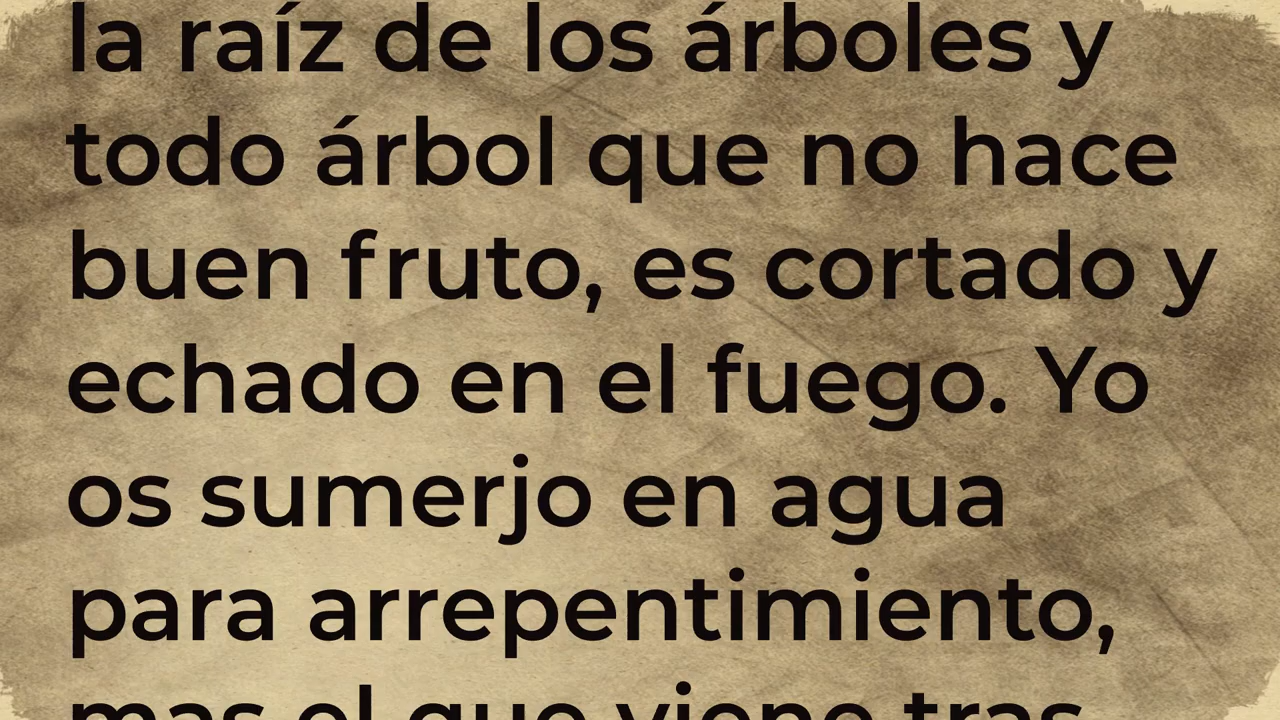 la raíz de los árboles y
todo árbol que no hace
buen fruto, es cortado y
echado en el fuego. Yo
os sumerjo en agua
para arrepentimiento,
mas el que viene tras